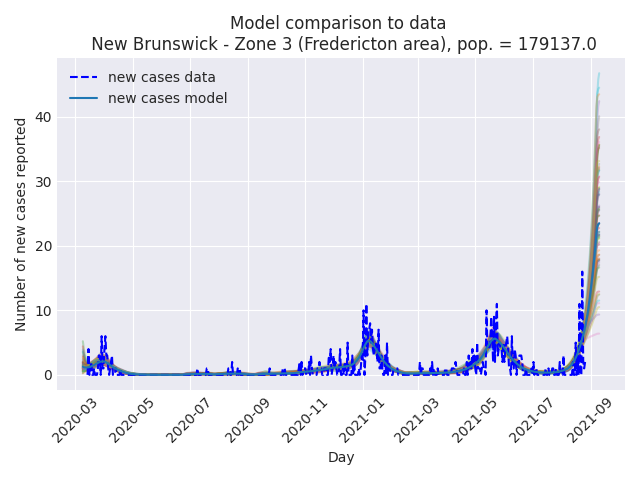 Model comparison to data
New Brunswick - Zone 3 (Fredericton area), pop. = 179137.0
new cases data
new cases model
Number of new cases reported
40
30
20
10
0
2020-03
2020-05
2020-07
2020-09
2020-11
2021-01
2021-03
2021-05
2021-07
2021-09
Day